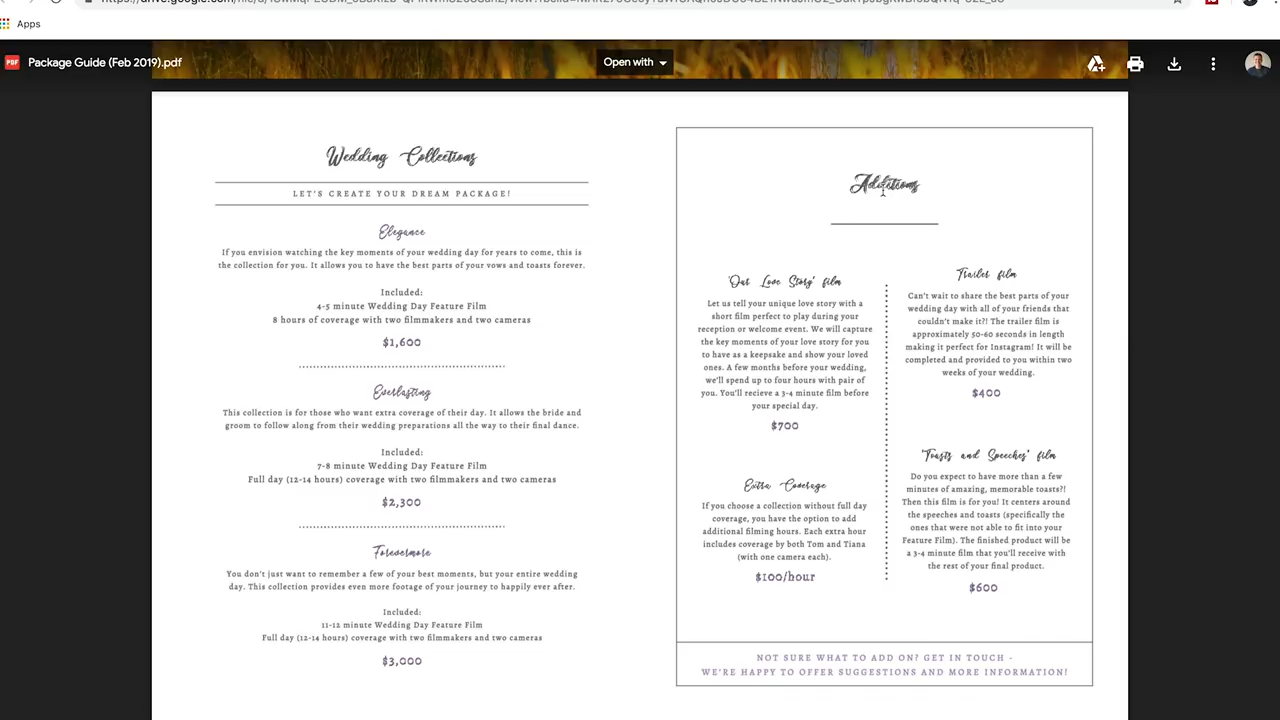 Apps
PDF
Package Guide (Feb 2019).pdf
Open with
Wedding Collections
LET'S CREATE YOUR DREAM PACKAGE!
Elegance
If you envision watching the key moments of your wedding day for years to come, this is
the collection for you. It allows you to have the best parts of your vows and toasts forever.
Included:
4-5 minute Wedding Day Feature Film
8 hours of coverage with two filmmakers and two cameras
$1,600
Everlasting
This collection is for those who want extra coverage of their day. It allows the bride and
groom to follow along from their wedding preparations all the way to their final dance.
Included:
7-8 minute Wedding Day Feature Film
Full day (12-14 hours) coverage with two filmmakers and two cameras
$2,300
Forevermore
You don't just want to remember a few of your best moments, but your entire wedding
day. This collection provides even more footage of your journey to happily ever after.
Included:
11-12 minute Wedding Day Feature Film
Full day (12-14 hours) coverage with two filmmakers and two cameras
$3,000
Additions
'Our Love Story' film
Let us tell your unique love story with a
short film perfect to play during your
reception or welcome event. We will capture
the key moments of your love story for you
to have as a keepsake and show your loved
ones. A few months before your wedding,
we'll spend up to four hours with pair of
you. You'll recieve a 3-4 minute film before
your special day.
$700
Extra Coverage
If you choose a collection without full day
coverage, you have the option to add
additional filming hours. Each extra hour
includes coverage by both Tom and Tiana
(with one camera each).
$100/hour
Trailer film
Can't wait to share the best parts of your
wedding day with all of your friends that
couldn't make it?! The trailer film is
approximately 50-60 seconds in length
making it perfect for Instagram! It will be
completed and provided to you within two
weeks of your wedding.
$400
'Toasts and Speeches' film
Do you expect to have more than a few
minutes of amazing, memorable toasts?!
Then this film is for you! It centers around
the speeches and toasts (specifically the
ones that were not able to fit into your
Feature Film). The finished product will be
a 3-4 minute film that you'll receive with
the rest of your final product.
$600
NOT SURE WHAT TO ADD ON? GET IN TOUCH -
WE'RE HAPPY TO OFFER SUGGESTIONS AND MORE INFORMATION!